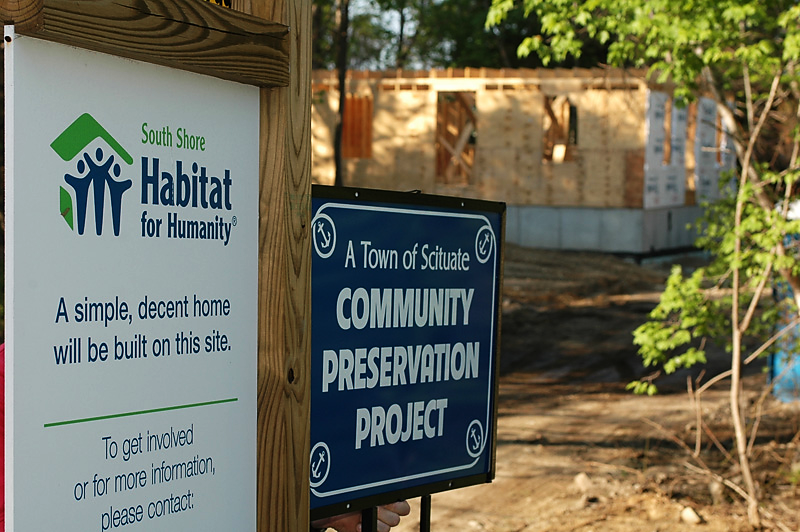 South Shore
Habitat
for Humanity®
A simple, decent home
will be built on this site.
To get involved
or for more information,
please contact:
A Town of Scituate
COMMUNITY
PRESERVATION
PROJECT